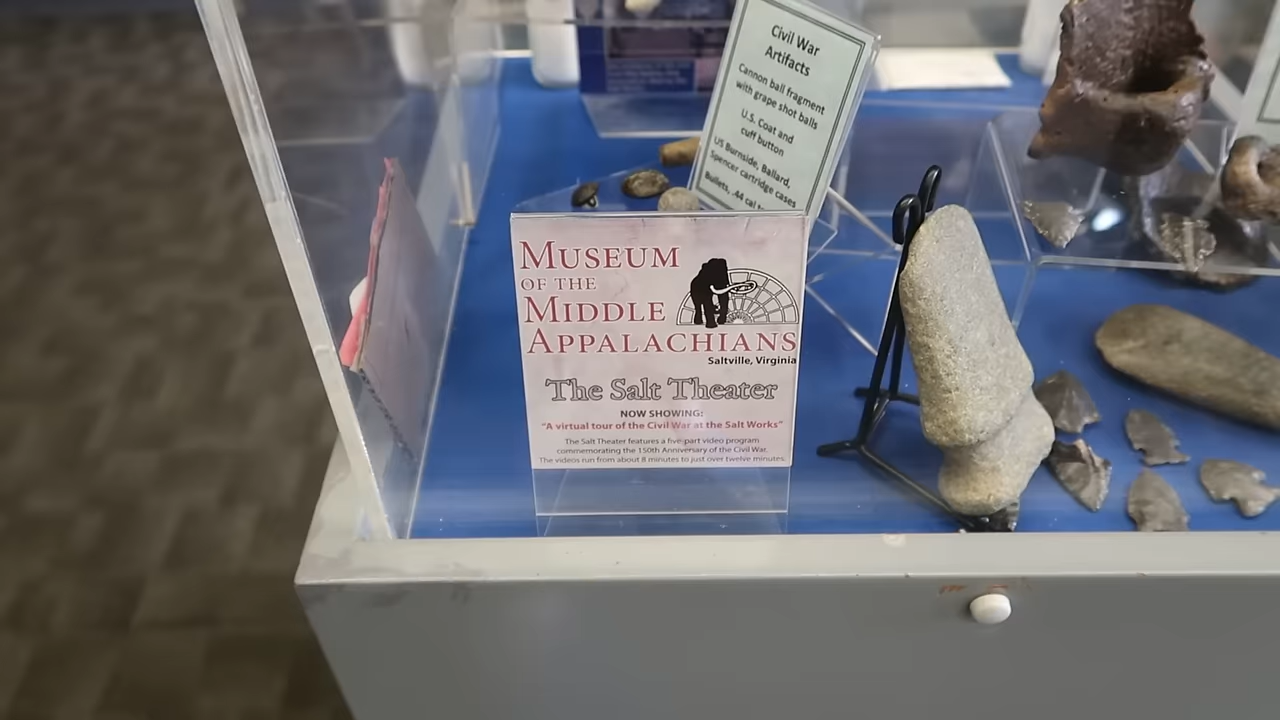 Civil War
Artifacts
Cannon ball fragment
with grape shot balls
U.S. Coat and
cuff button
US Burnside, Ballard,
Spencer cartridge cases
Bullets, .44 cal
MUSEUM
OF THE
MIDDLE
APPALACHIANS
Saltville, Virginia
The Salt Theater
NOW SHOWING:
"A virtual tour of the Civil War at the Salt Works"
The Salt Theater features a five-part video program
commemorating the 150th Anniversary of the Civil War.
The videos run from about 8 minutes to just over twelve minutes.